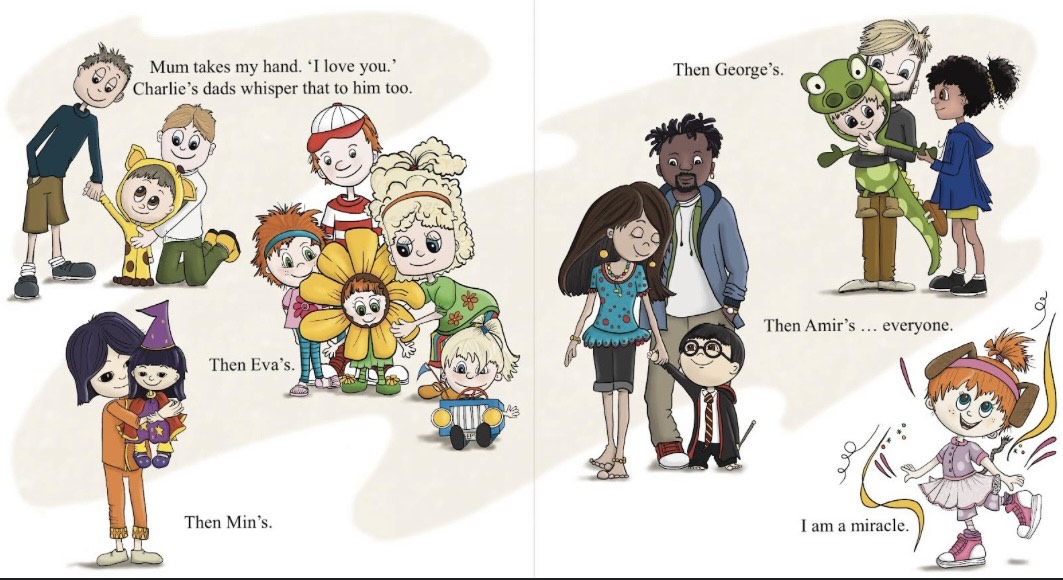 Mum takes my hand. ‘I love you.’
Charlie’s dads whisper that to him too.
Then Eva’s.
Then Min’s.
Then George’s.
Then Amir’s … everyone.
I am a miracle.